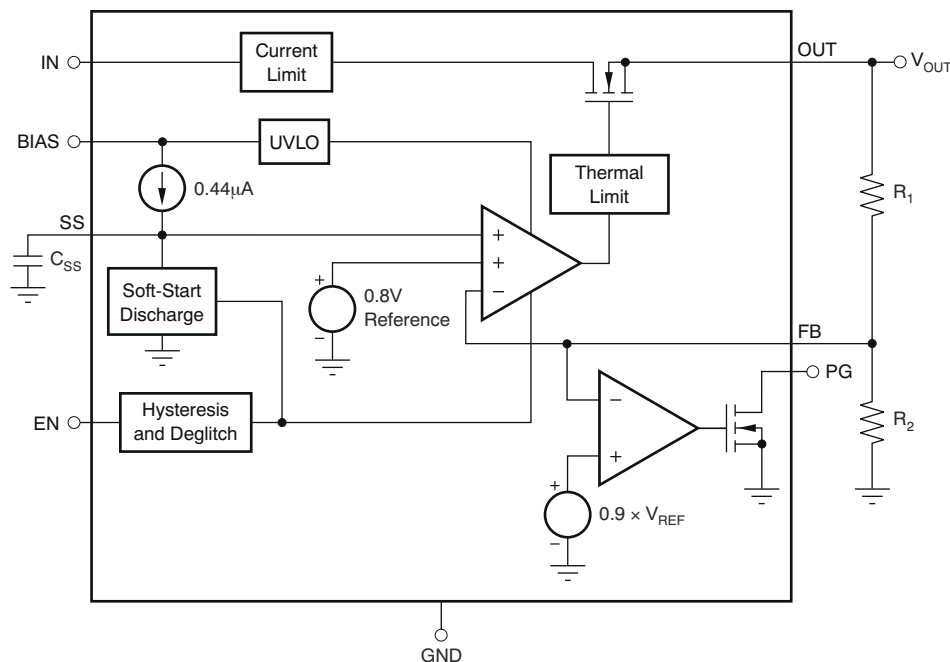 IN
Current
Limit
OUT
V_OUT
BIAS
UVLO
0.44µA
Thermal
Limit
R_1
SS
C_SS
+
+
−
Soft-Start
Discharge
+
0.8V
Reference
−
FB
PG
EN
Hysteresis
and Deglitch
−
+
R_2
+
0.9 × V_REF
−
GND